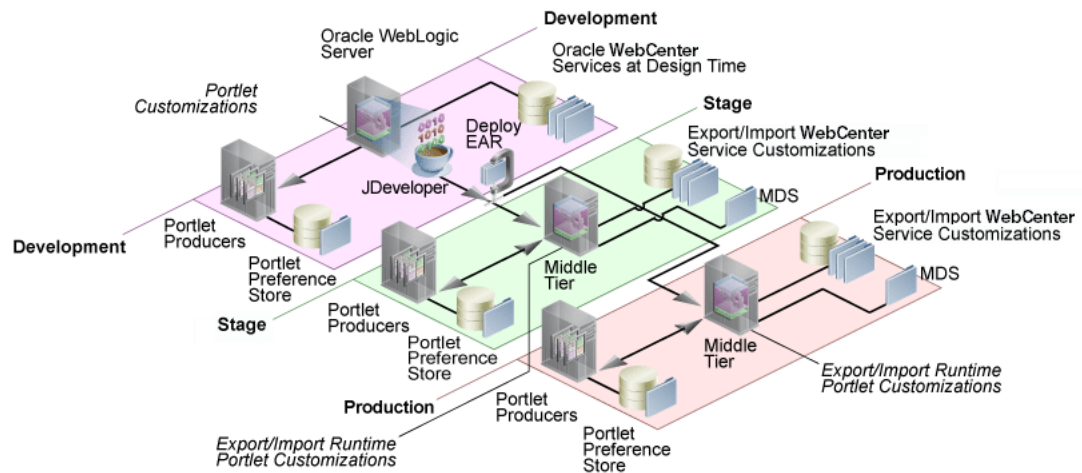 Development
Oracle WebLogic
Server
Oracle WebCenter
Services at Design Time
Portlet
Customizations
Stage
0010
1010
Deploy
EAR
Export/Import WebCenter
Service Customizations
JDeveloper
Production
MDS
Portlet
Producers
Export/Import WebCenter
Service Customizations
Development
Portlet
Preference
Store
Middle
Tier
MDS
Stage
Portlet
Producers
Portlet
Preference
Store
Middle
Tier
Export/Import Runtime
Portlet Customizations
Production
Portlet
Producers
Export/Import Runtime
Portlet Customizations
Portlet
Preference
Store